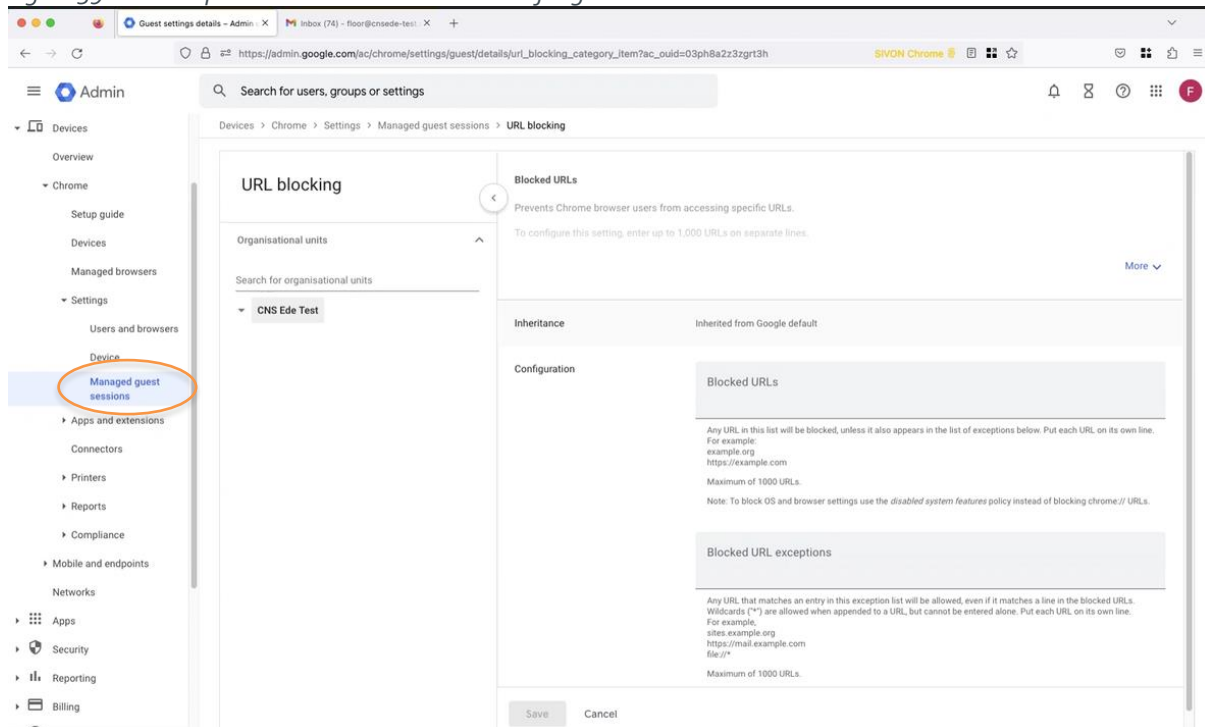 Guest settings details – Admin
Inbox (74) – floor@cnsede-test
https://admin.google.com/ac/chrome/settings/guest/details/url_blocking_category_item?ac_ouid=03ph8a2z3zgrt3h
SIVON Chrome
Admin
Search for users, groups or settings
F
Devices
Overview
Chrome
Setup guide
Devices
Managed browsers
Settings
Users and browsers
Device
Managed guest
sessions
Apps and extensions
Connectors
Printers
Reports
Compliance
Mobile and endpoints
Networks
Apps
Security
Reporting
Billing
Devices > Chrome > Settings > Managed guest sessions > URL blocking
URL blocking
Organisational units
Search for organisational units
CNS Ede Test
Blocked URLs
Prevents Chrome browser users from accessing specific URLs.
To configure this setting, enter up to 1,000 URLs on separate lines.
More
Inheritance
Inherited from Google default
Configuration
Blocked URLs
Any URL in this list will be blocked, unless it also appears in the list of exceptions below. Put each URL on its own line.
For example:
example.org
https://example.com
Maximum of 1000 URLs.
Note: To block OS and browser settings use the disabled system features policy instead of blocking chrome:// URLs.
Blocked URL exceptions
Any URL that matches an entry in this exception list will be allowed, even if it matches a line in the blocked URLs.
Wildcards ("*") are allowed when appended to a URL, but cannot be entered alone. Put each URL on its own line.
For example,
sites.example.org
https://mail.example.com
file://*
Maximum of 1000 URLs.
Save
Cancel